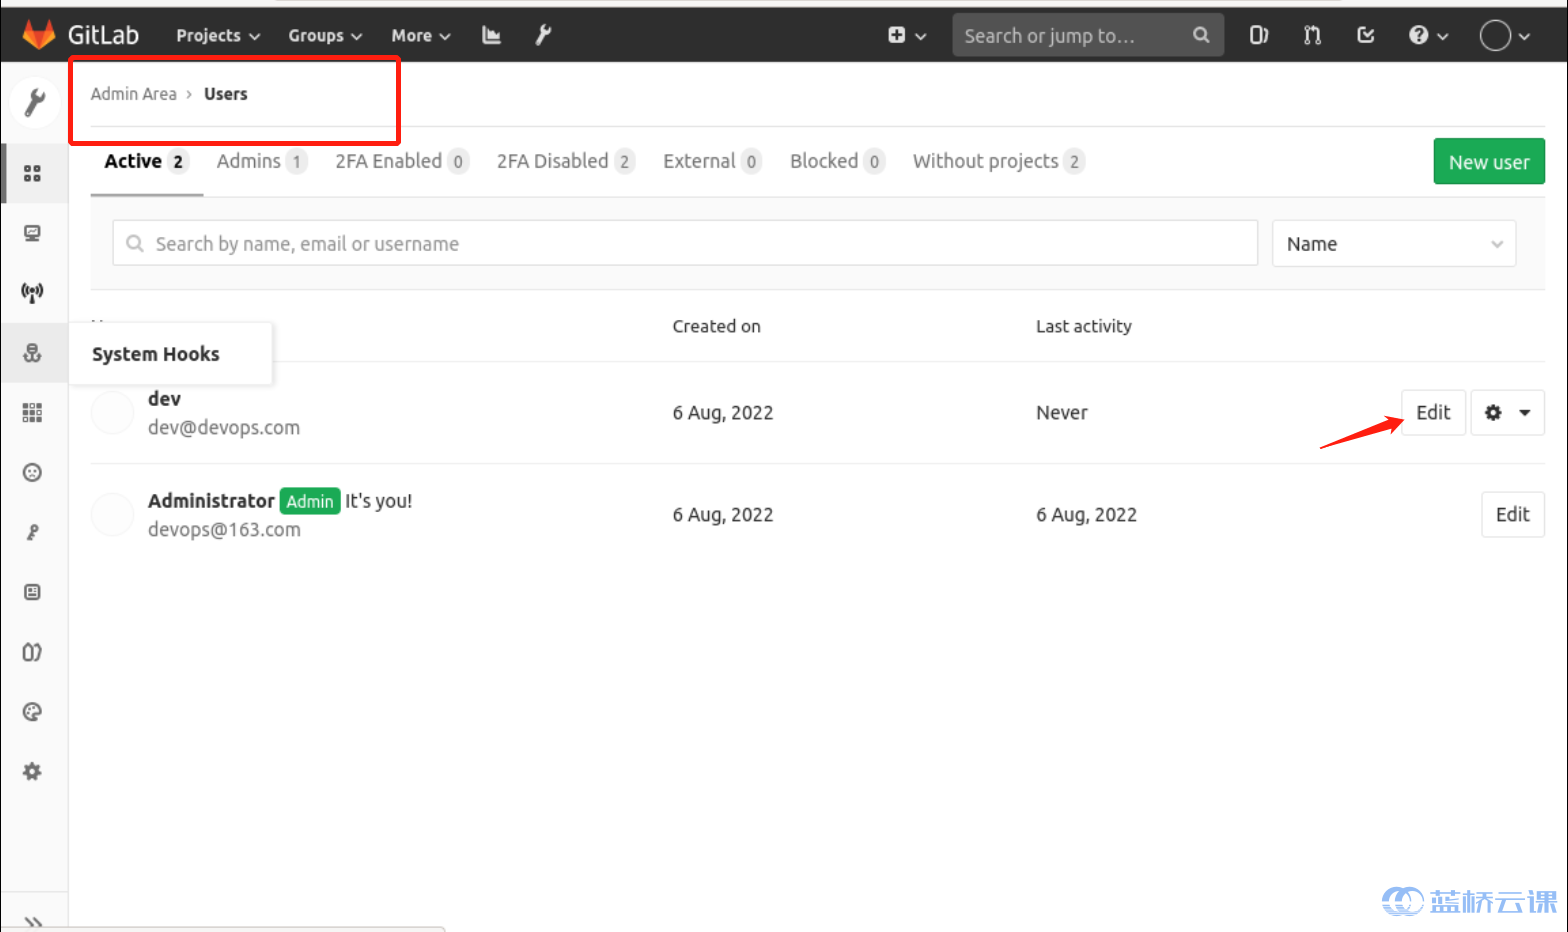 GitLab Projects Groups More Search or jump to...
Admin Area › Users
Active 2 Admins 1 2FA Enabled 0 2FA Disabled 2 External 0 Blocked 0 Without projects 2 New user
Search by name, email or username Name
Created on Last activity
System Hooks
dev
dev@devops.com
6 Aug, 2022 Never Edit
Administrator Admin It's you!
devops@163.com
6 Aug, 2022 6 Aug, 2022 Edit
蓝桥云课